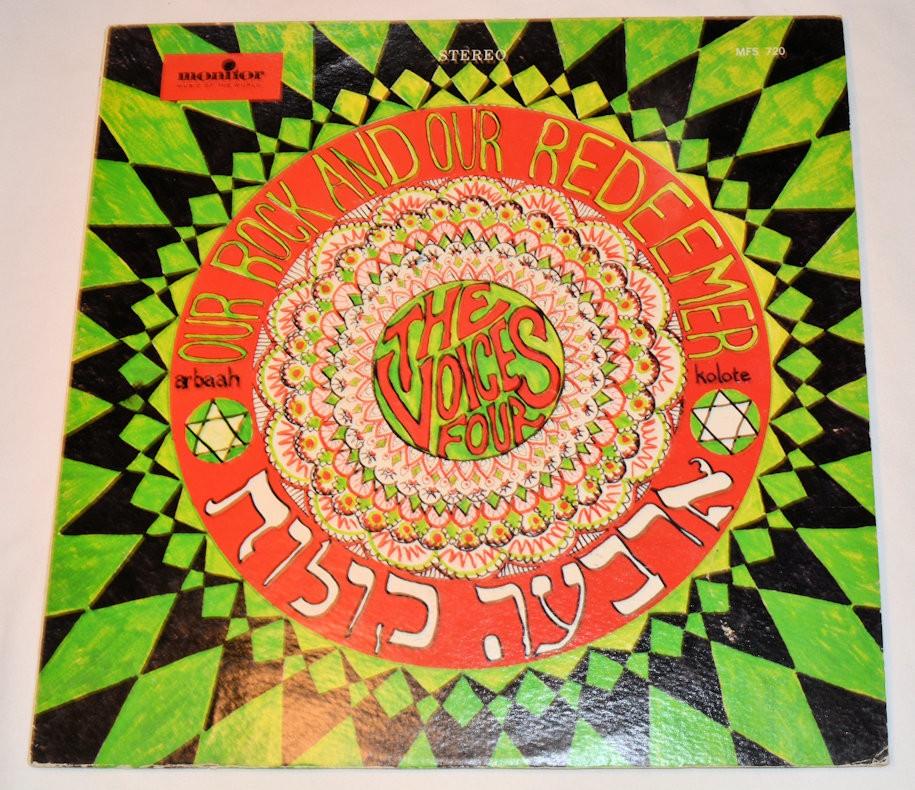 monitor
MUSIC OF THE WORLD
STEREO
MFS 720
OUR ROCK AND OUR REDEEMER
arbaah
kolote
THE
VOICES
FOUR
ארבעה קולות